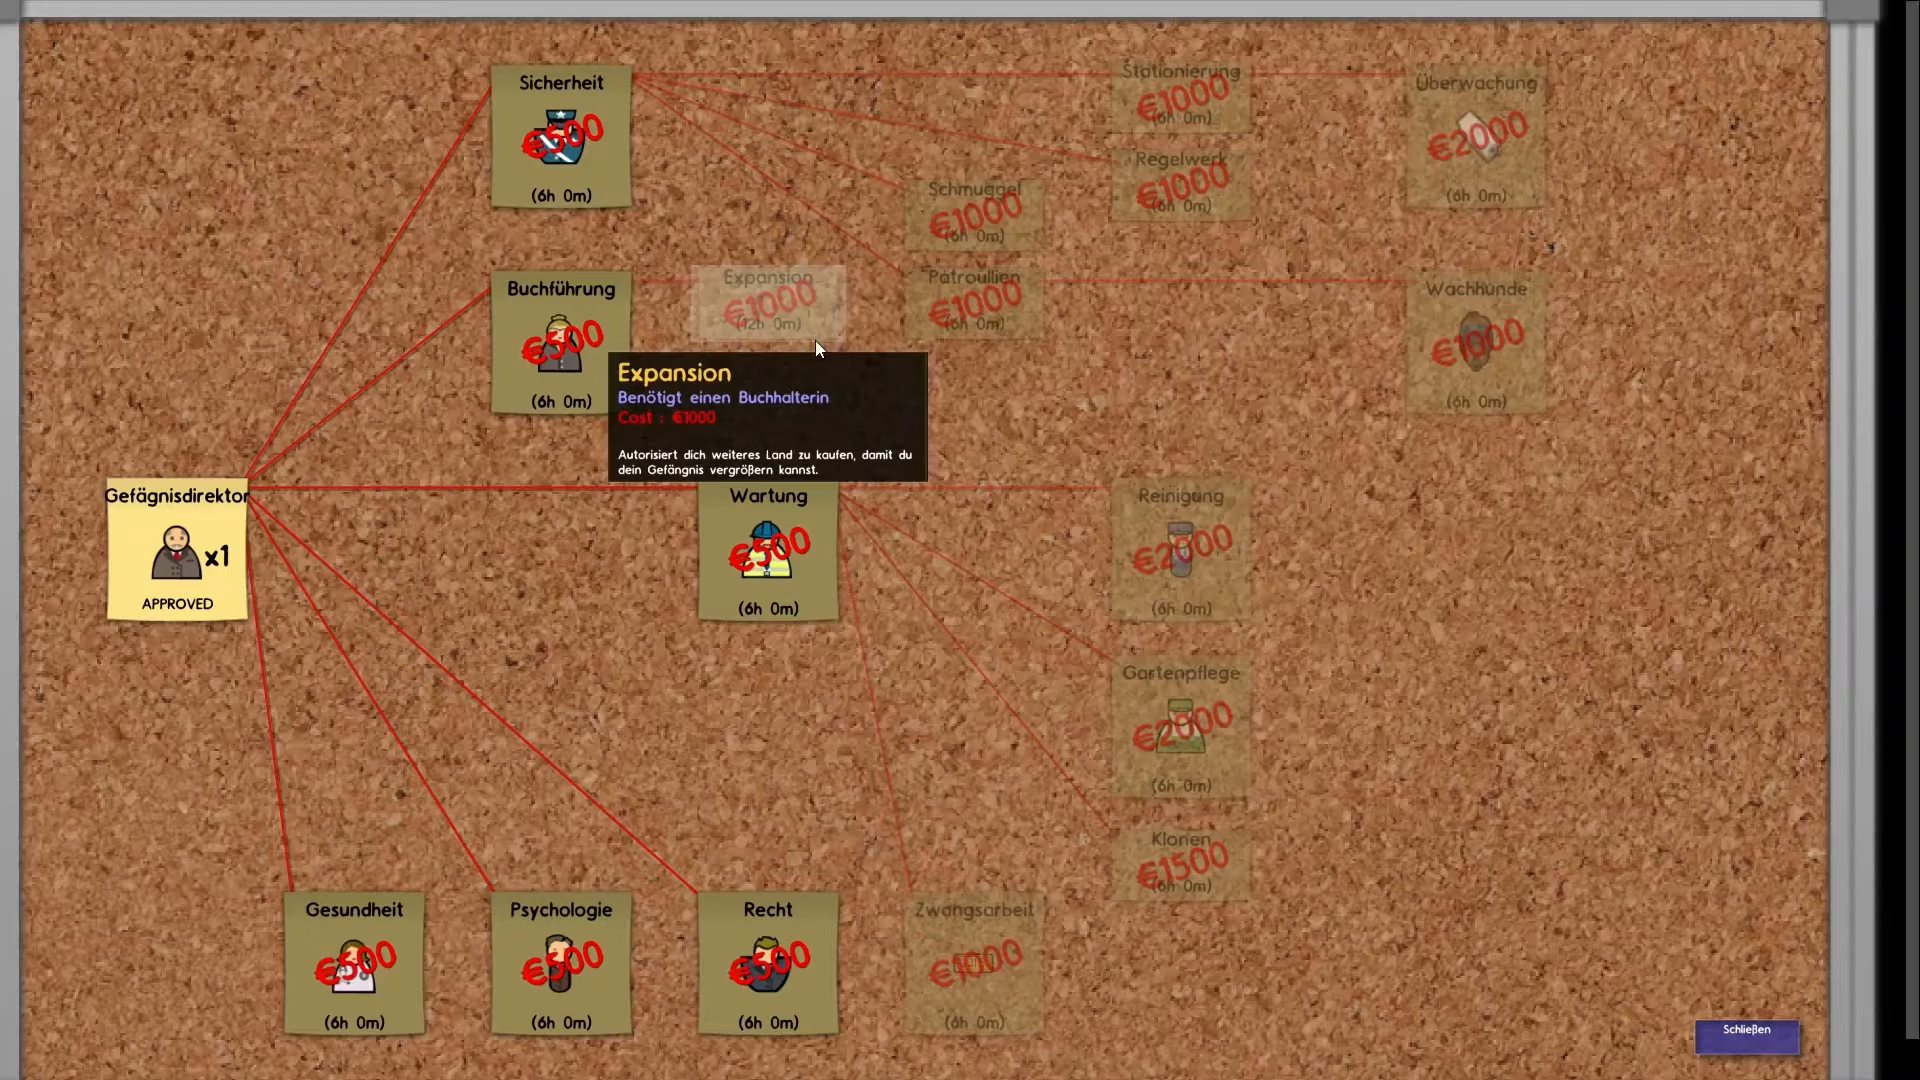 Sicherheit
€500
(6h 0m)
Stationierung
€1000
(6h 0m)
Überwachung
€2000
(6h 0m)
Regelwerk
€1000
(6h 0m)
Schmuggel
€1000
(6h 0m)
Buchführung
€500
(6h 0m)
Expansion
€1000
(12h 0m)
Patroullien
€1000
(6h 0m)
Wachhunde
€1000
(6h 0m)
Expansion
Benötigt einen Buchhalterin
Cost : €1000
Autorisiert dich weiteres Land zu kaufen, damit du
dein Gefängnis vergrößern kannst.
Gefägnisdirektor
x1
APPROVED
Wartung
€500
(6h 0m)
Reinigung
€2000
(6h 0m)
Gartenpflege
€2000
(6h 0m)
Klonen
€1500
(6h 0m)
Gesundheit
€500
(6h 0m)
Psychologie
€500
(6h 0m)
Recht
€500
(6h 0m)
Zwangsarbeit
€1000
(6h 0m)
Schließen